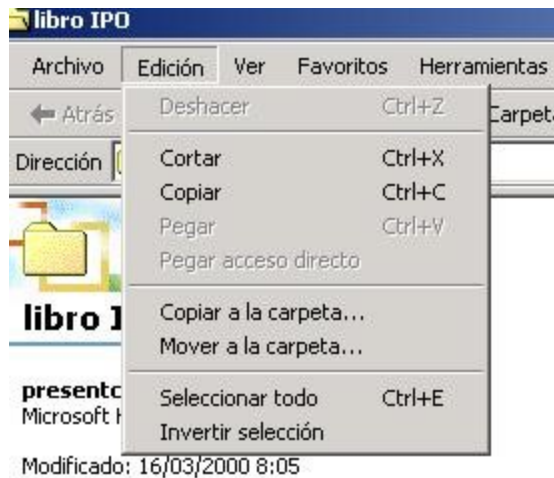 libro IPO
Archivo Edición Ver Favoritos Herramientas
Atrás
Dirección
Deshacer Ctrl+Z
Cortar Ctrl+X
Copiar Ctrl+C
Pegar Ctrl+V
Pegar acceso directo
Copiar a la carpeta...
Mover a la carpeta...
Seleccionar todo Ctrl+E
Invertir selección
libro
Microsoft
Modificado: 16/03/2000 8:05